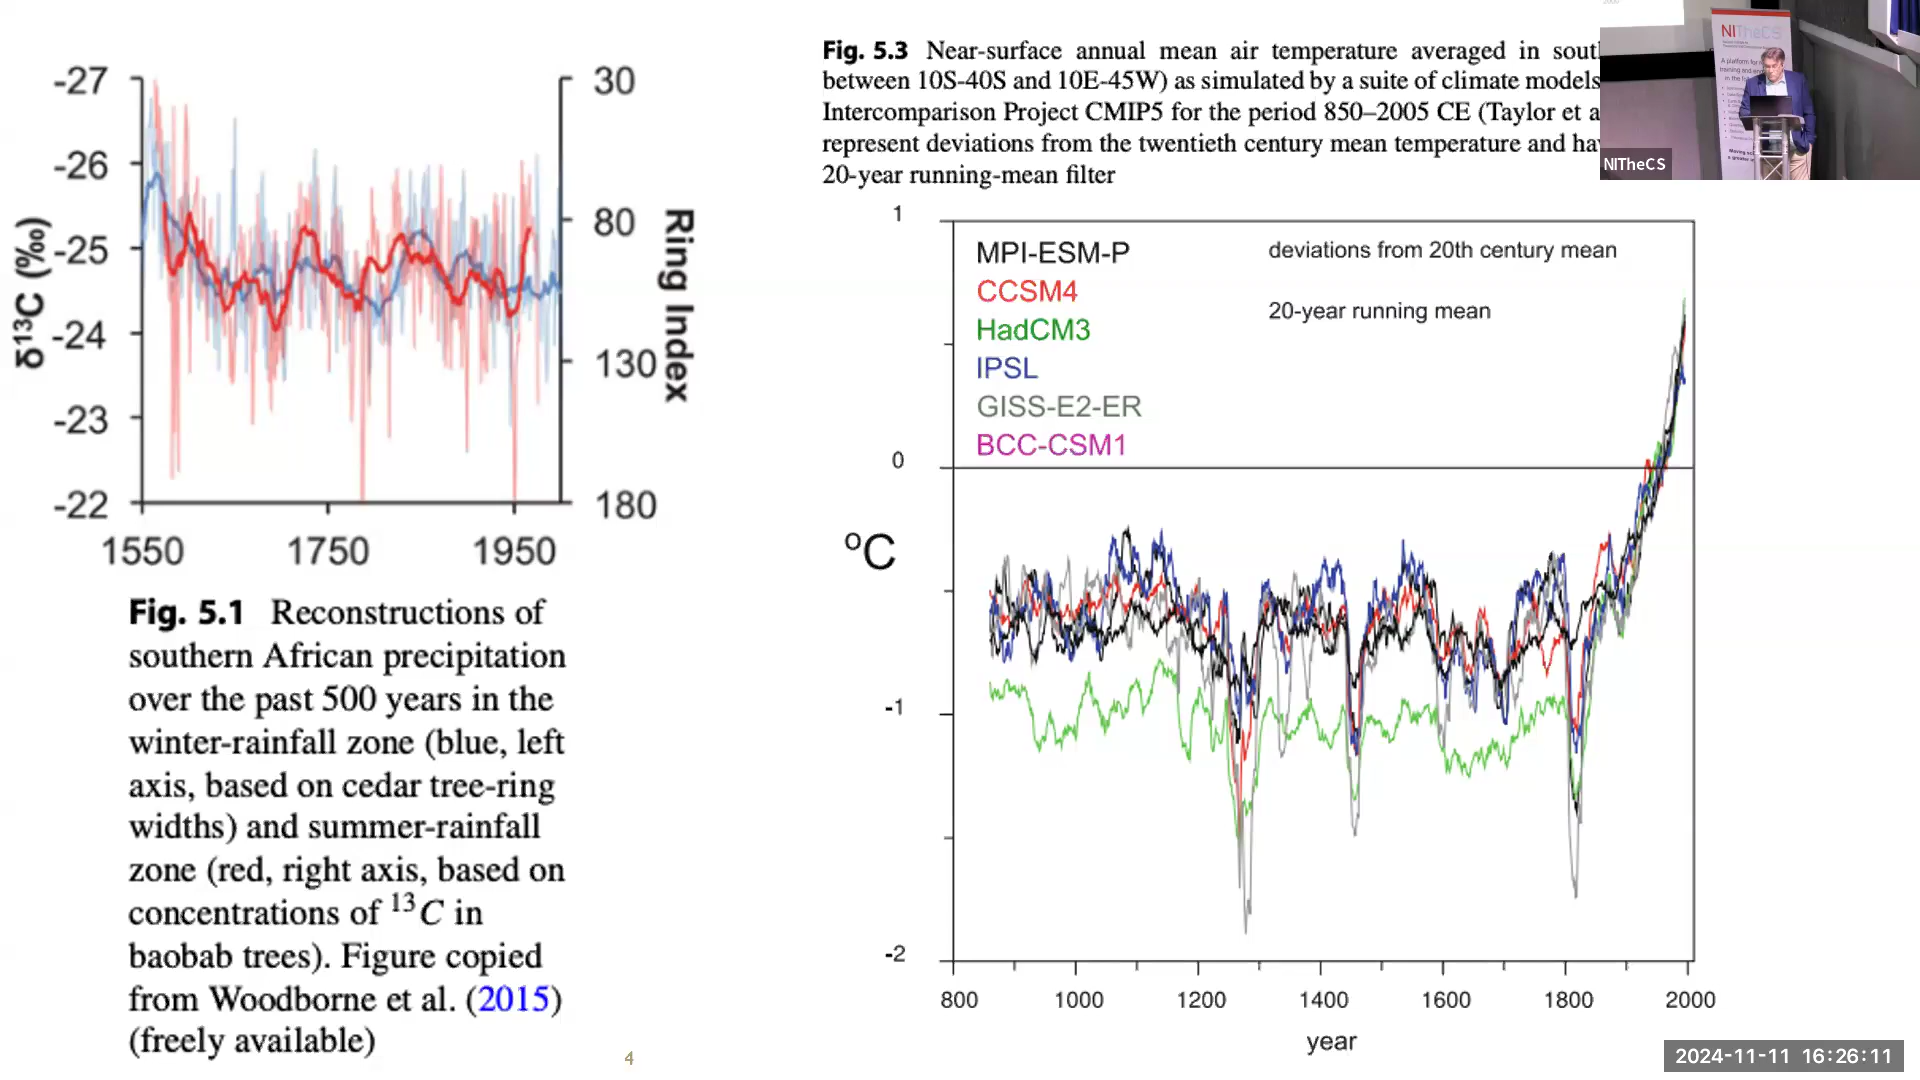 -27
-26
-25
-24
-23
-22
δ¹³C (‰)
30
80
130
180
Ring Index
1550 1750 1950
Fig. 5.1 Reconstructions of
southern African precipitation
over the past 500 years in the
winter-rainfall zone (blue, left
axis, based on cedar tree-ring
widths) and summer-rainfall
zone (red, right axis, based on
concentrations of ¹³C in
baobab trees). Figure copied
from Woodborne et al. (2015)
(freely available)
4
Fig. 5.3 Near-surface annual mean air temperature averaged in
between 10S-40S and 10E-45W) as simulated by a suite of climate models
Intercomparison Project CMIP5 for the period 850–2005 CE (Taylor et
represent deviations from the twentieth century mean temperature and
20-year running-mean filter
1
0
-1
-2
°C
MPI-ESM-P
CCSM4
HadCM3
IPSL
GISS-E2-ER
BCC-CSM1
deviations from 20th century mean
20-year running mean
800 1000 1200 1400 1600 1800 2000
year
NITheCS
NITheCS
2024-11-11 16:26:11